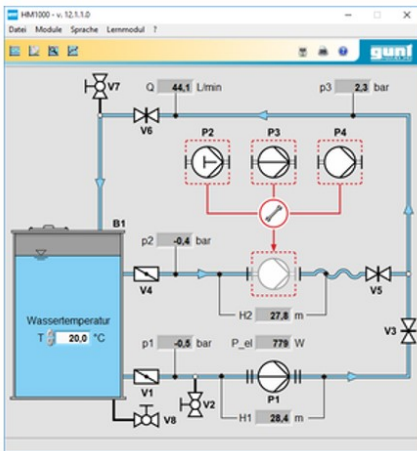 HM1000 - v. 12.1.1.0
Datei Module Sprache Lernmodul ?
gunt
V7
Q 44,1 L/min
p3 2,3 bar
V6
P2 P3 P4
B1
p2 -0,4 bar
V4
V5
H2 27,8 m
V3
Wassertemperatur
T 20,0 °C
P_el 779 W
p1 -0,5 bar
V1
P1
V2
V8
H1 28,4 m